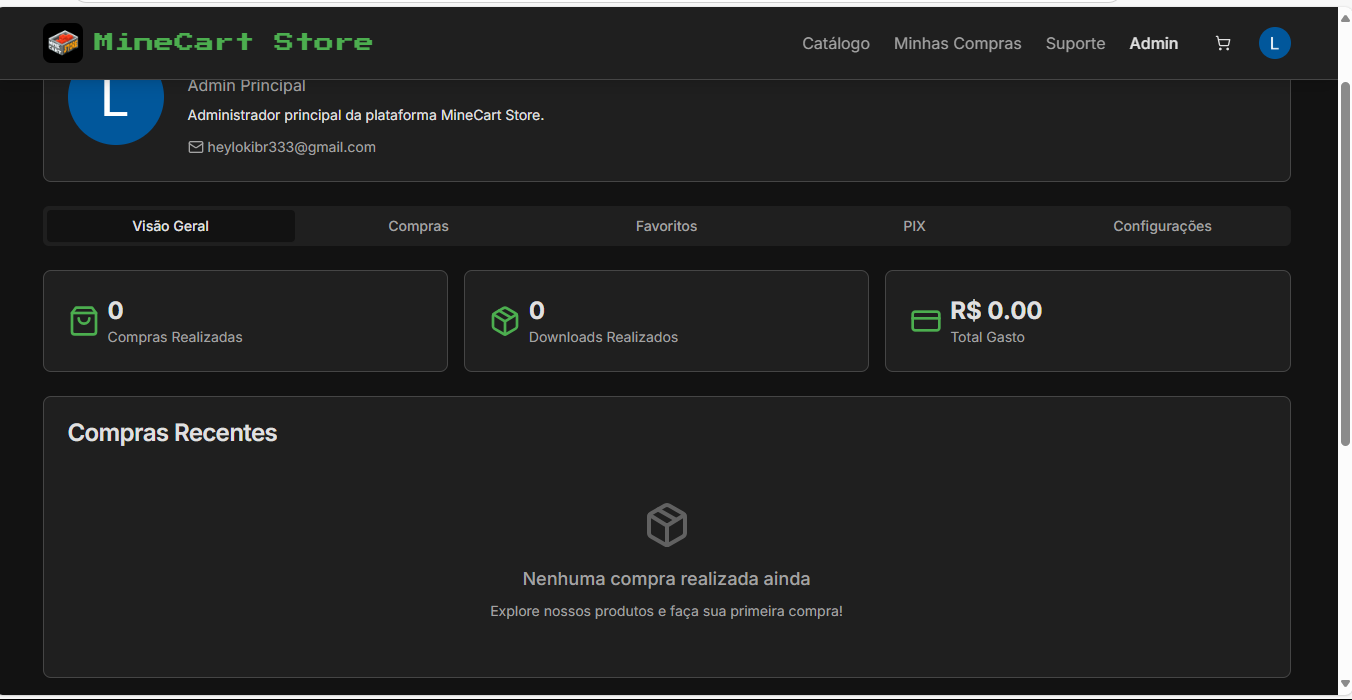 MineCart Store
Catálogo
Minhas Compras
Suporte
Admin
L
L
Admin Principal
Administrador principal da plataforma MineCart Store.
heylokibr333@gmail.com
Visão Geral
Compras
Favoritos
PIX
Configurações
0
Compras Realizadas
0
Downloads Realizados
R$ 0.00
Total Gasto
Compras Recentes
Nenhuma compra realizada ainda
Explore nossos produtos e faça sua primeira compra!